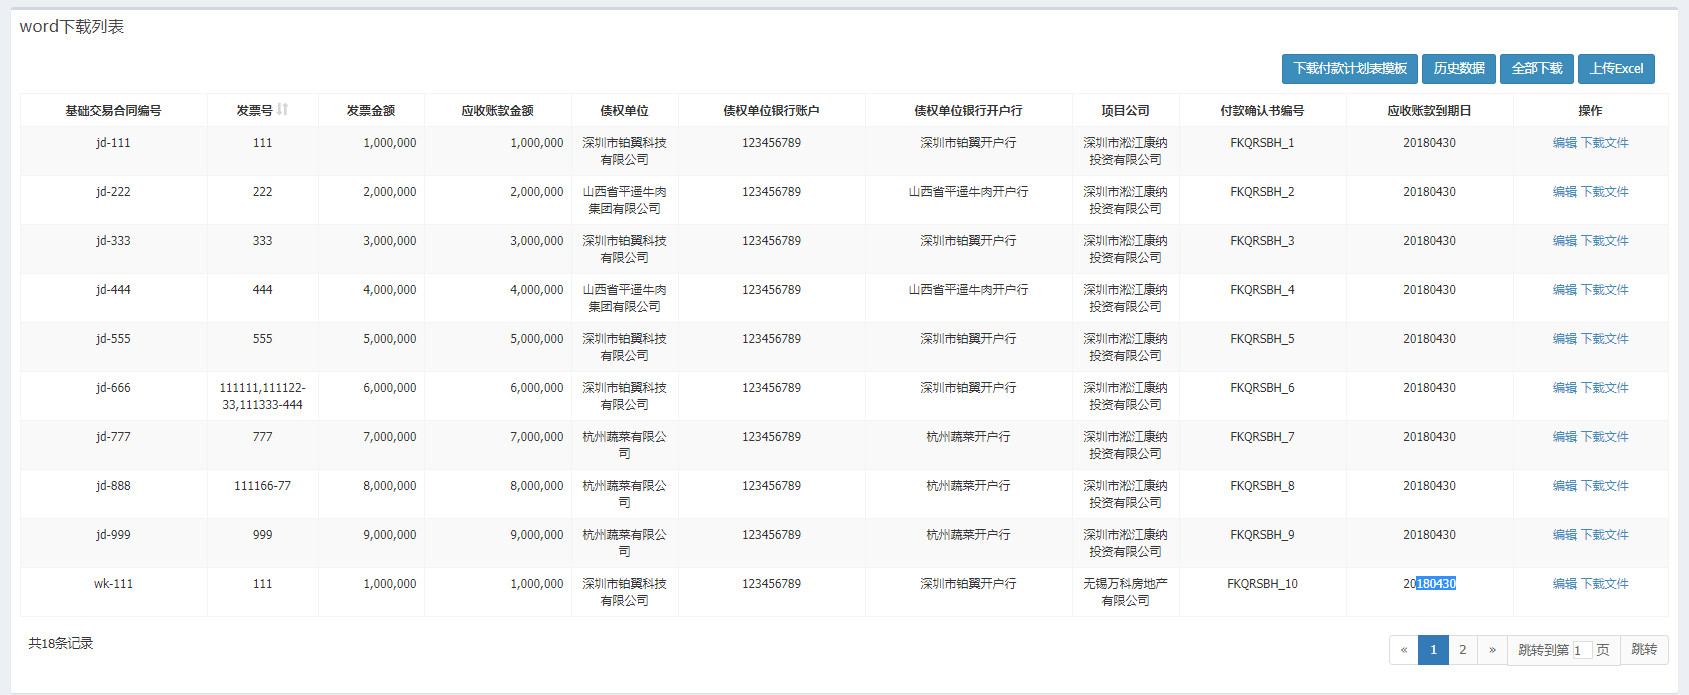 word下载列表
下载付款计划表模板 历史数据 全部下载 上传Excel
基础交易合同编号 发票号 发票金额 应收账款金额 债权单位 债权单位银行账户 债权单位银行开户行 项目公司 付款确认书编号 应收账款到期日 操作
jd-111 111 1,000,000 1,000,000 深圳市铂翼科技 123456789 深圳市铂翼开户行 深圳市淞江康纳 FKQRSBH_1 20180430 编辑 下载文件
有限公司 投资有限公司
jd-222 222 2,000,000 2,000,000 山西省平遥牛肉 123456789 山西省平遥牛肉开户行 深圳市淞江康纳 FKQRSBH_2 20180430 编辑 下载文件
集团有限公司 投资有限公司
jd-333 333 3,000,000 3,000,000 深圳市铂翼科技 123456789 深圳市铂翼开户行 深圳市淞江康纳 FKQRSBH_3 20180430 编辑 下载文件
有限公司 投资有限公司
jd-444 444 4,000,000 4,000,000 山西省平遥牛肉 123456789 山西省平遥牛肉开户行 深圳市淞江康纳 FKQRSBH_4 20180430 编辑 下载文件
集团有限公司 投资有限公司
jd-555 555 5,000,000 5,000,000 深圳市铂翼科技 123456789 深圳市铂翼开户行 深圳市淞江康纳 FKQRSBH_5 20180430 编辑 下载文件
有限公司 投资有限公司
jd-666 111111,111122- 6,000,000 6,000,000 深圳市铂翼科技 123456789 深圳市铂翼开户行 深圳市淞江康纳 FKQRSBH_6 20180430 编辑 下载文件
33,111333-444 有限公司 投资有限公司
jd-777 777 7,000,000 7,000,000 杭州蔬菜有限公 123456789 杭州蔬菜开户行 深圳市淞江康纳 FKQRSBH_7 20180430 编辑 下载文件
司 投资有限公司
jd-888 111166-77 8,000,000 8,000,000 杭州蔬菜有限公 123456789 杭州蔬菜开户行 深圳市淞江康纳 FKQRSBH_8 20180430 编辑 下载文件
司 投资有限公司
jd-999 999 9,000,000 9,000,000 杭州蔬菜有限公 123456789 杭州蔬菜开户行 深圳市淞江康纳 FKQRSBH_9 20180430 编辑 下载文件
司 投资有限公司
wk-111 111 1,000,000 1,000,000 深圳市铂翼科技 123456789 深圳市铂翼开户行 无锡万科房地产 FKQRSBH_10 20180430 编辑 下载文件
有限公司 有限公司
共18条记录
« 1 2 » 跳转到第 1 页 跳转